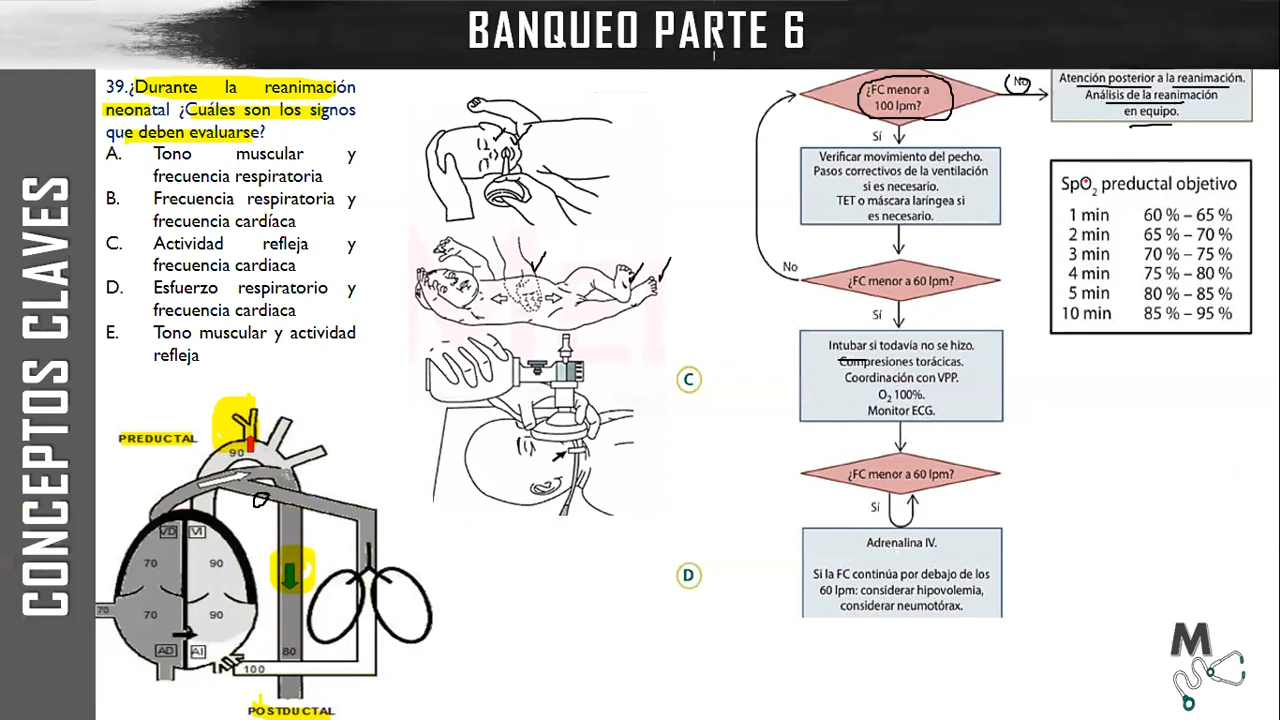 BANQUEO PARTE 6
CONCEPTOS CLAVES
39.¿Durante la reanimación
neonatal ¿Cuáles son los signos
que deben evaluarse?
A. Tono muscular y
frecuencia respiratoria
B. Frecuencia respiratoria y
frecuencia cardíaca
C. Actividad refleja y
frecuencia cardiaca
D. Esfuerzo respiratorio y
frecuencia cardiaca
E. Tono muscular y actividad
refleja
PREDUCTAL
90
VD VI
70 90
70
70 90
AD AI
80
100
POSTDUCTAL
¿FC menor a
100 lpm?
No
Atención posterior a la reanimación.
Análisis de la reanimación
en equipo.
Sí
Verificar movimiento del pecho.
Pasos correctivos de la ventilación
si es necesario.
TET o máscara laríngea si
es necesario.
No
¿FC menor a 60 lpm?
Sí
C
Intubar si todavía no se hizo.
Compresiones torácicas.
Coordinación con VPP.
O2 100%.
Monitor ECG.
¿FC menor a 60 lpm?
Sí
D
Adrenalina IV.
Si la FC continúa por debajo de los
60 lpm: considerar hipovolemia,
considerar neumotórax.
SpO2 preductal objetivo
1 min 60 % – 65 %
2 min 65 % – 70 %
3 min 70 % – 75 %
4 min 75 % – 80 %
5 min 80 % – 85 %
10 min 85 % – 95 %
M